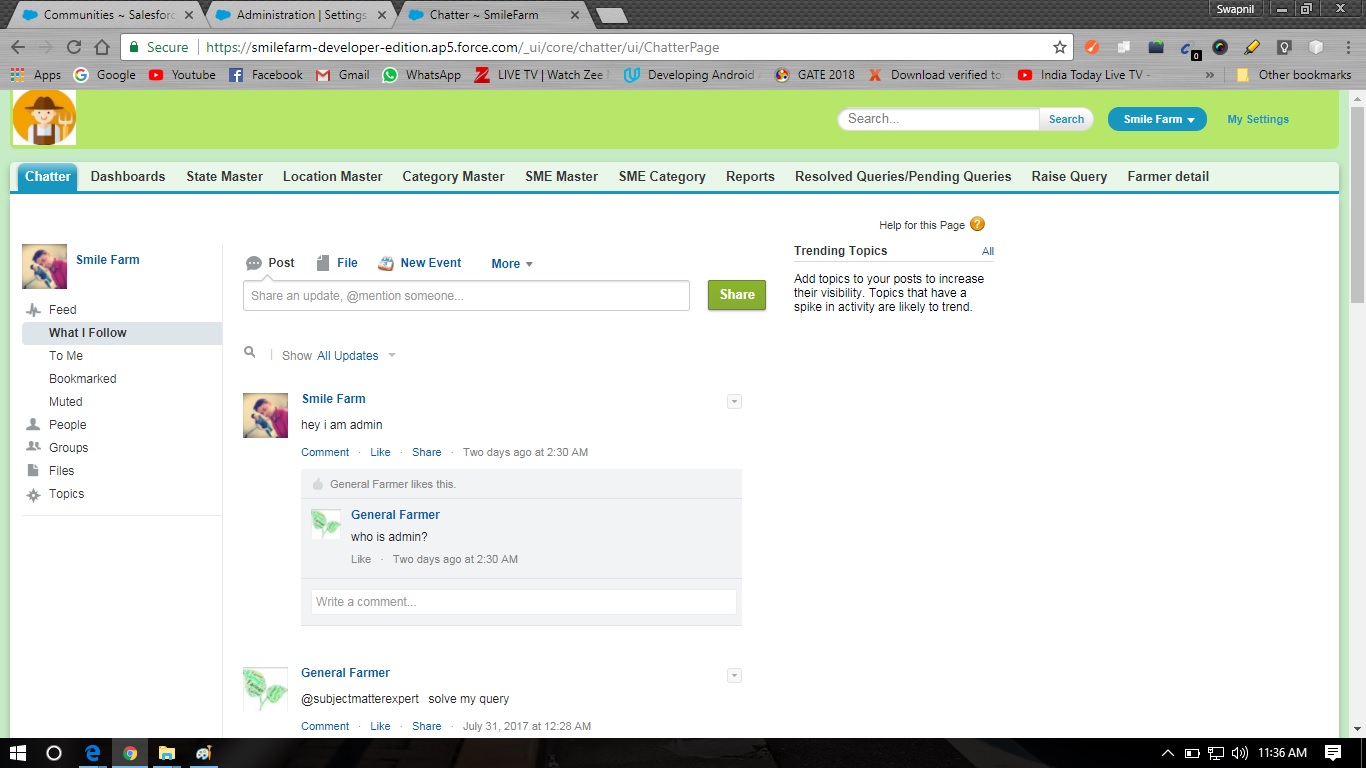 Communities ~ Salesforc
Administration | Settings
Chatter ~ SmileFarm
Swapnil
Secure
https://smilefarm-developer-edition.ap5.force.com/_ui/core/chatter/ui/ChatterPage
0
Apps
Google
Youtube
Facebook
Gmail
WhatsApp
LIVE TV | Watch Zee
Developing Android
GATE 2018
Download verified to
India Today Live TV -
»
Other bookmarks
Search...
Search
Smile Farm
My Settings
Chatter
Dashboards
State Master
Location Master
Category Master
SME Master
SME Category
Reports
Resolved Queries/Pending Queries
Raise Query
Farmer detail
Help for this Page ?
Smile Farm
Feed
What I Follow
To Me
Bookmarked
Muted
People
Groups
Files
Topics
Post
File
New Event
More
Share an update, @mention someone...
Share
Show All Updates
Trending Topics
All
Add topics to your posts to increase
their visibility. Topics that have a
spike in activity are likely to trend.
Smile Farm
hey i am admin
Comment · Like · Share · Two days ago at 2:30 AM
General Farmer likes this.
General Farmer
who is admin?
Like · Two days ago at 2:30 AM
Write a comment...
General Farmer
@subjectmatterexpert solve my query
Comment · Like · Share · July 31, 2017 at 12:28 AM
11:36 AM